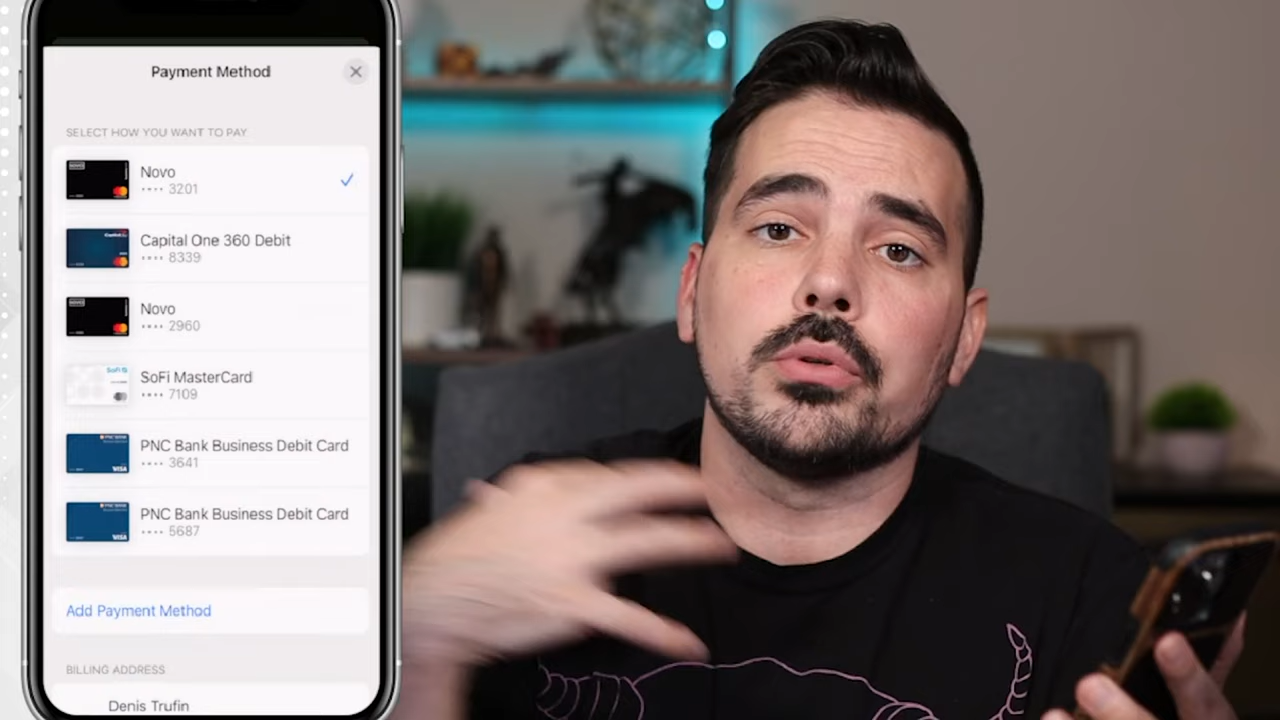 Payment Method
SELECT HOW YOU WANT TO PAY
Novo
•••• 3201
Capital One 360 Debit
•••• 8339
Novo
•••• 2960
SoFi MasterCard
•••• 7109
PNC Bank Business Debit Card
•••• 3641
PNC Bank Business Debit Card
•••• 5687
Add Payment Method
BILLING ADDRESS
Denis Trufin